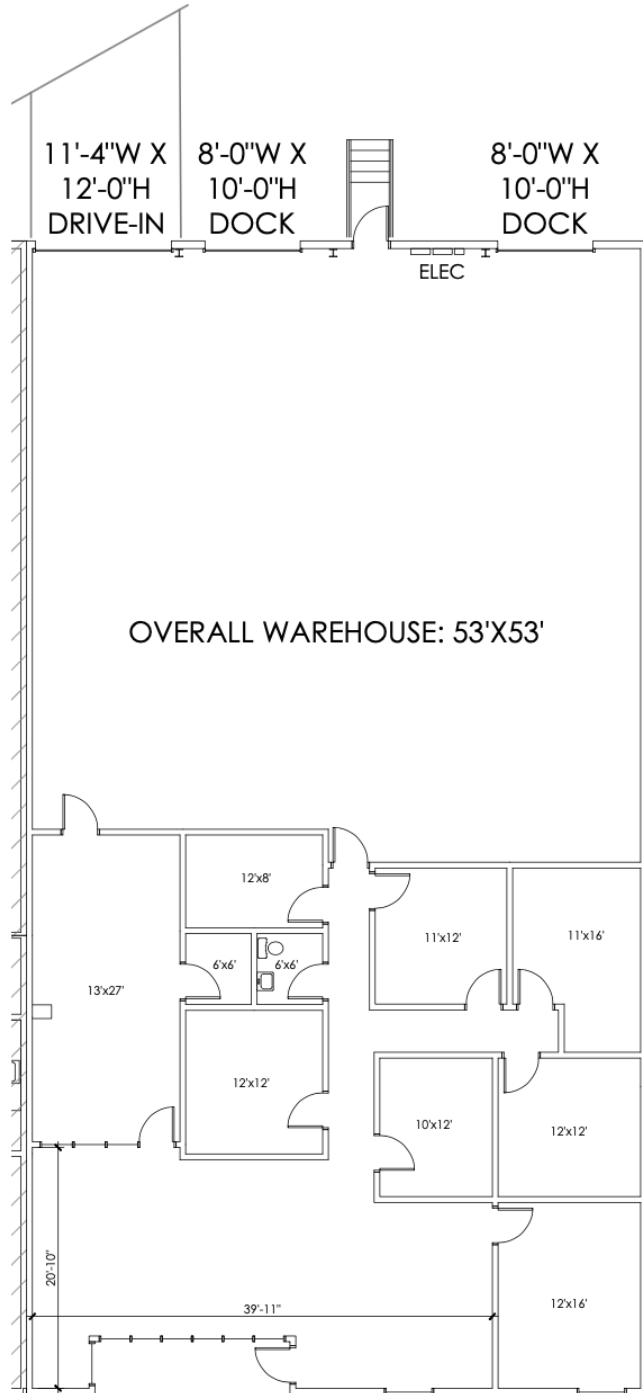 11'-4"W X
12'-0"H
DRIVE-IN
8'-0"W X
10'-0"H
DOCK
8'-0"W X
10'-0"H
DOCK
ELEC
OVERALL WAREHOUSE: 53'X53'
12'x8'
11'x12'
11'x16'
6'x6'
6'x6'
13'x27'
12'x12'
10'x12'
12'x12'
20'-10"
39'-11"
12'x16'